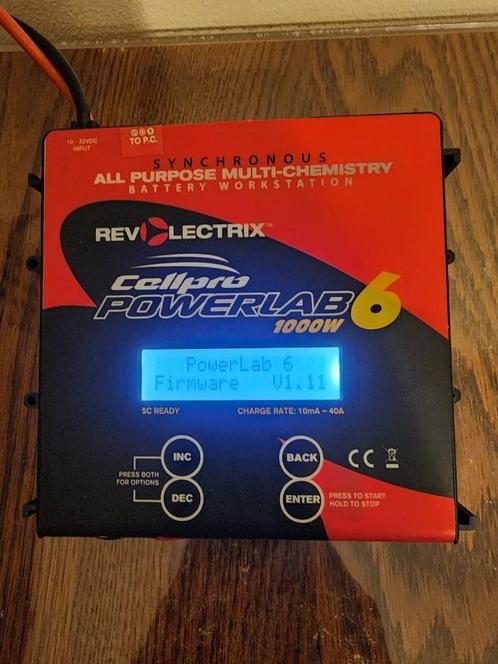 10 - 32VDC
INPUT
TO P.C.
SYNCHRONOUS
ALL PURPOSE MULTI-CHEMISTRY
BATTERY WORKSTATION
REVOLECTRIX™
Cellpro
POWERLAB 6
1000W
PowerLab 6
Firmware V1.11
5C READY
CHARGE RATE: 10mA ~ 40A
INC
BACK
PRESS BOTH
FOR OPTIONS
DEC
ENTER
PRESS TO START
HOLD TO STOP
CE